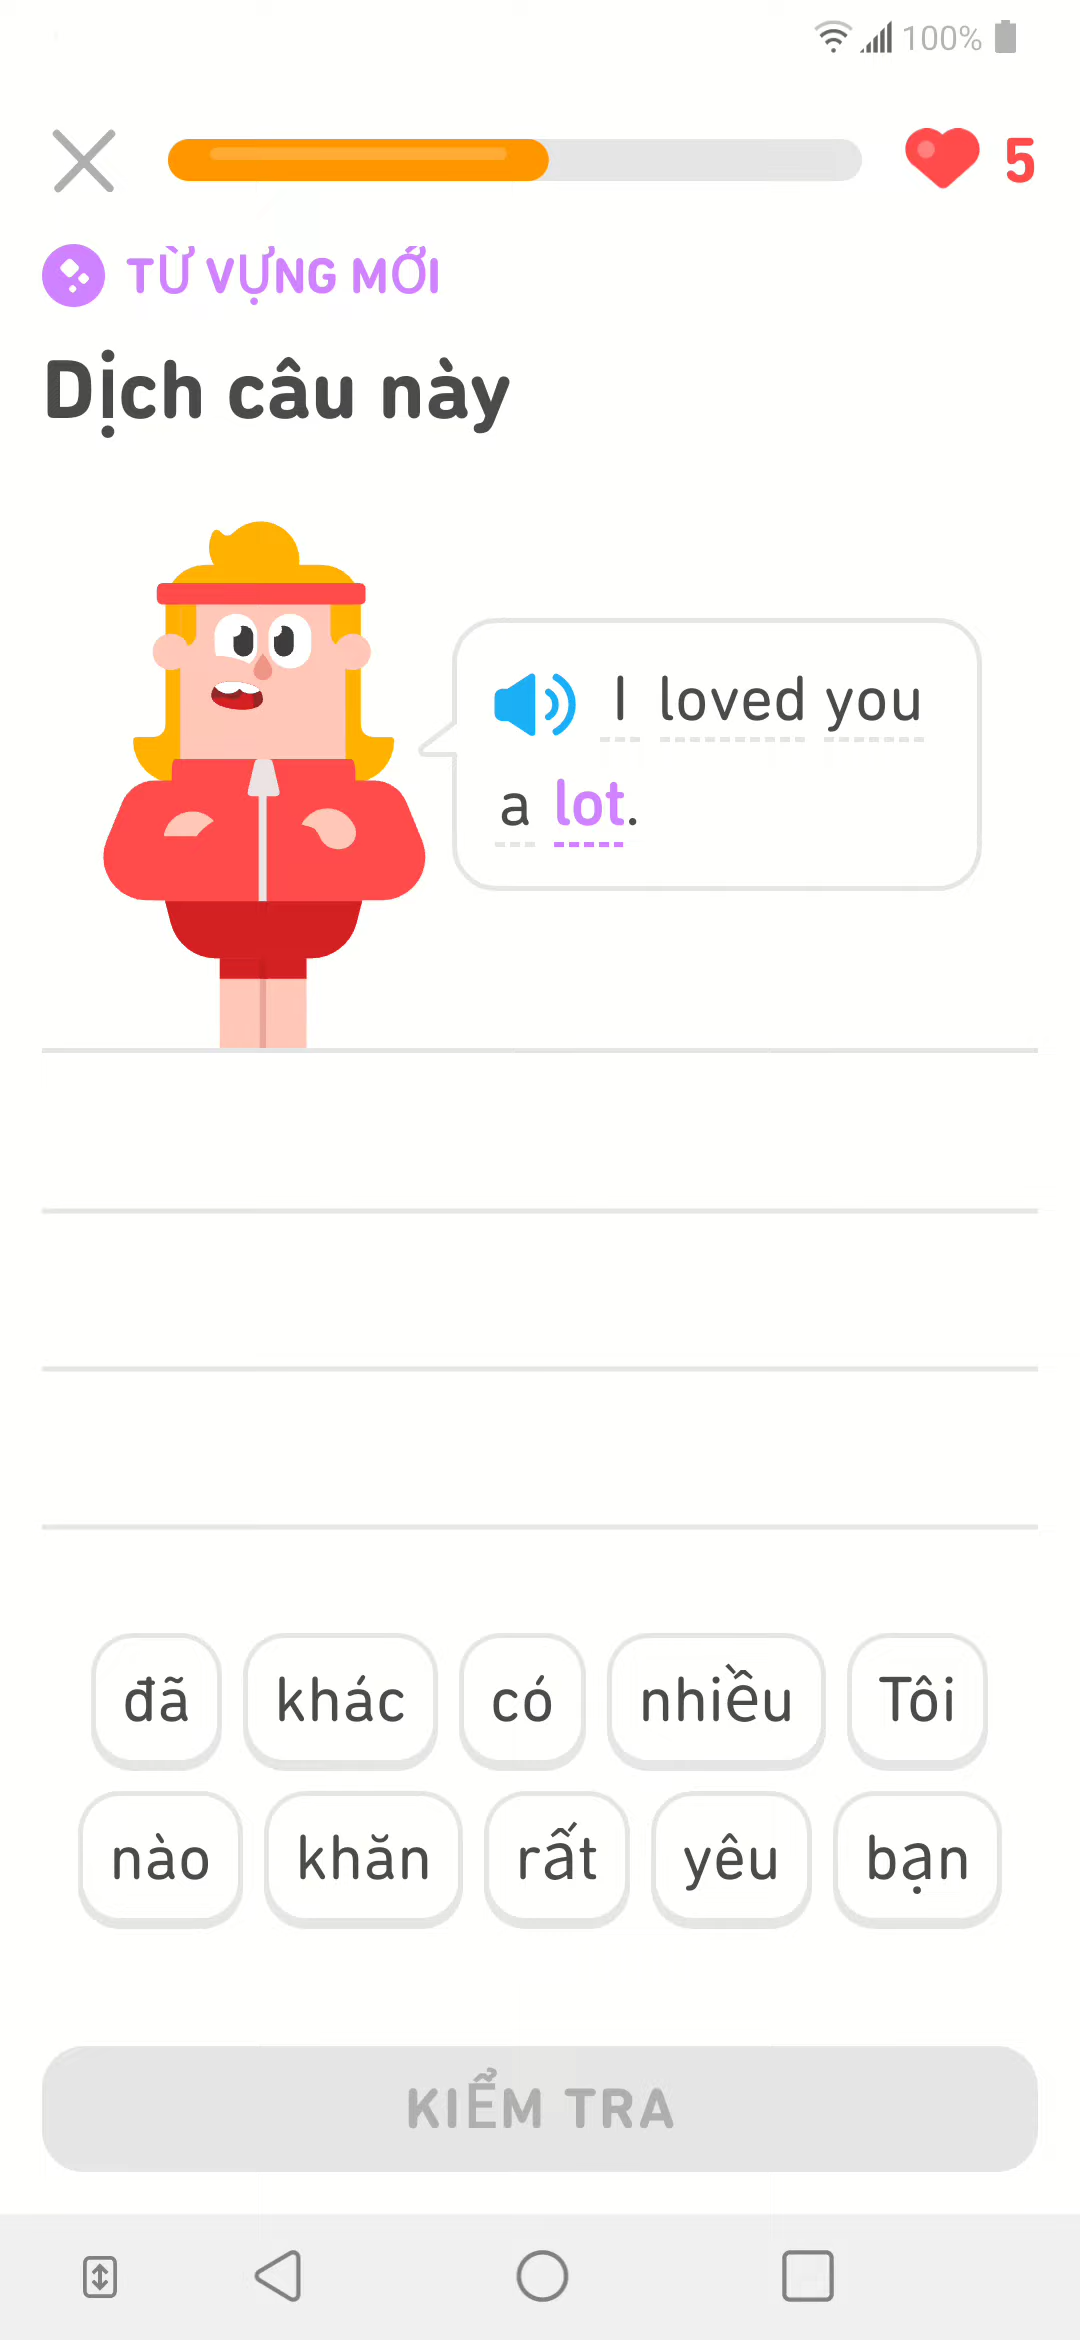 100%
5
TỪ VỰNG MỚI
Dịch câu này
I loved you
a lot.
đã khác có nhiều Tôi
nào khăn rất yêu bạn
KIỂM TRA